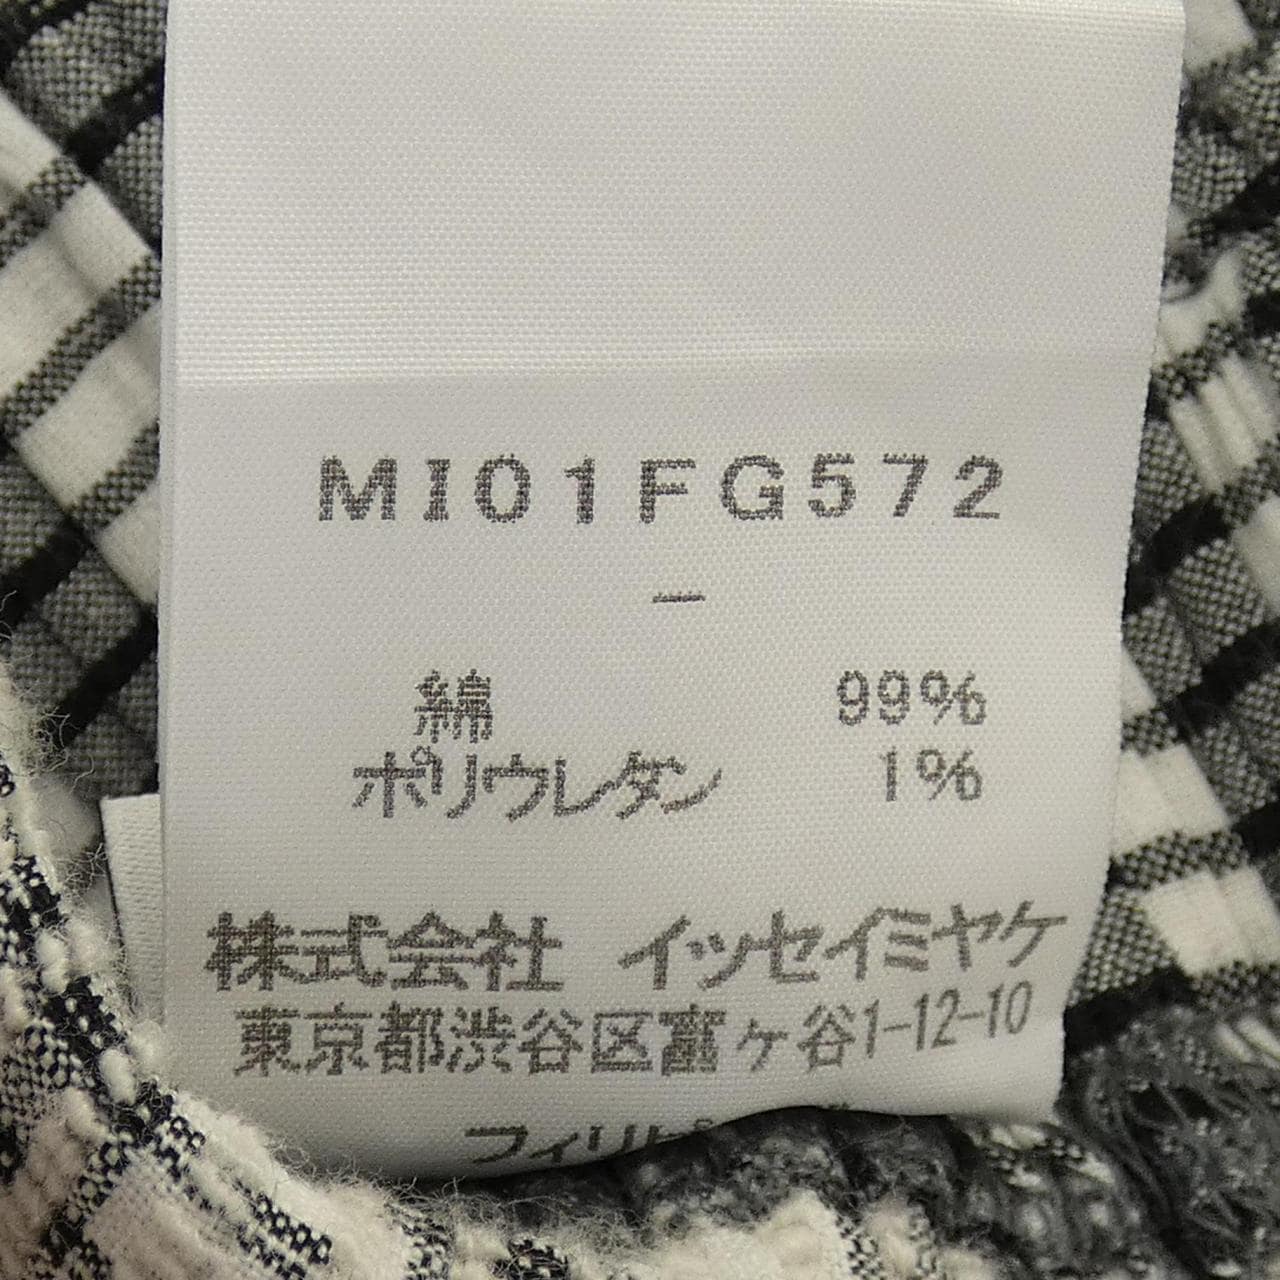 MI01FG572
－
綿 99%
ポリウレタン 1%
株式会社 イッセイミヤケ
東京都渋谷区富ヶ谷1-12-10